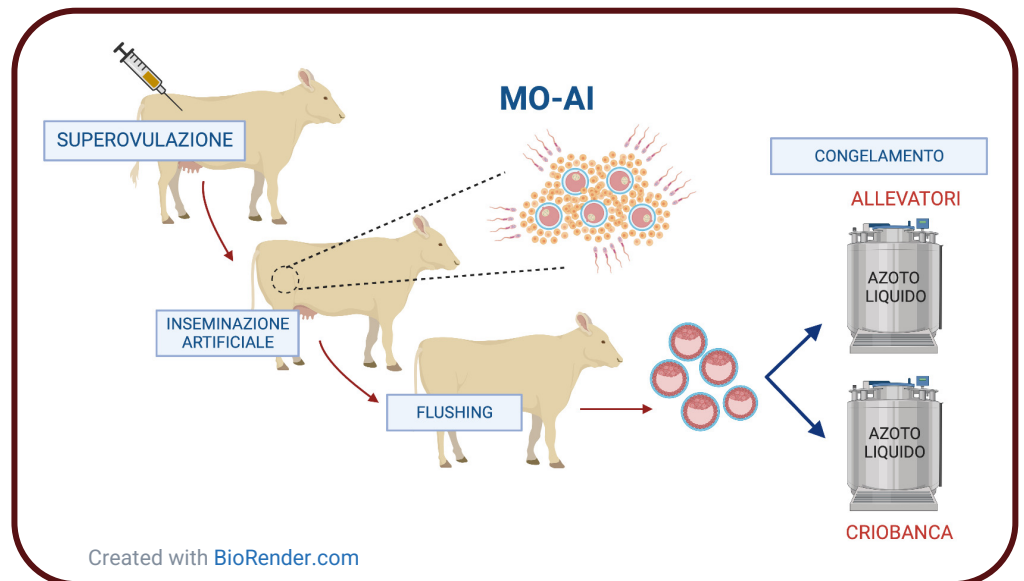 MO-AI
SUPEROVULAZIONE
CONGELAMENTO
ALLEVATORI
AZOTO
LIQUIDO
INSEMINAZIONE
ARTIFICIALE
FLUSHING
AZOTO
LIQUIDO
CRIOBANCA
Created with BioRender.com